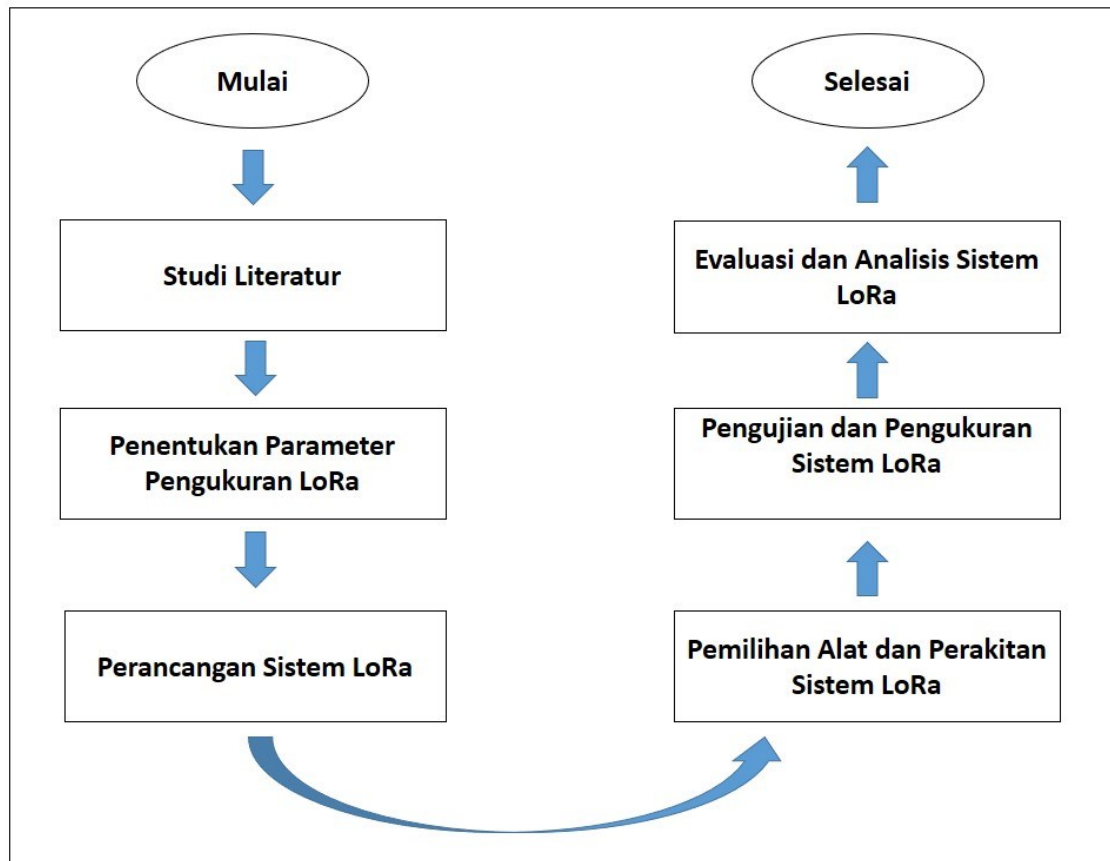 Mulai
Studi Literatur
Penentukan Parameter
Pengukuran LoRa
Perancangan Sistem LoRa
Pemilihan Alat dan Perakitan
Sistem LoRa
Pengujian dan Pengukuran
Sistem LoRa
Evaluasi dan Analisis Sistem
LoRa
Selesai